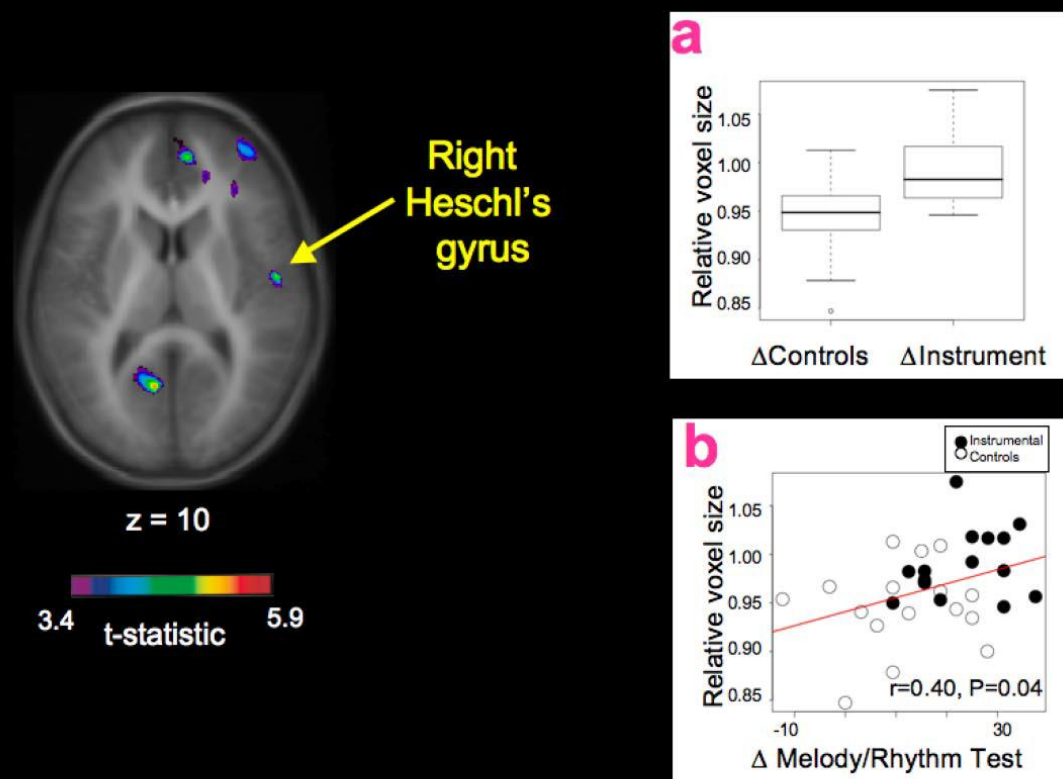 Right
Heschl's
gyrus
z = 10
3.4 5.9
t-statistic
a
Relative voxel size
1.05
1.00
0.95
0.90
0.85
ΔControls ΔInstrument
b
Instrumental
Controls
Relative voxel size
1.05
1.00
0.95
0.90
0.85
r=0.40, P=0.04
-10 30
Δ Melody/Rhythm Test